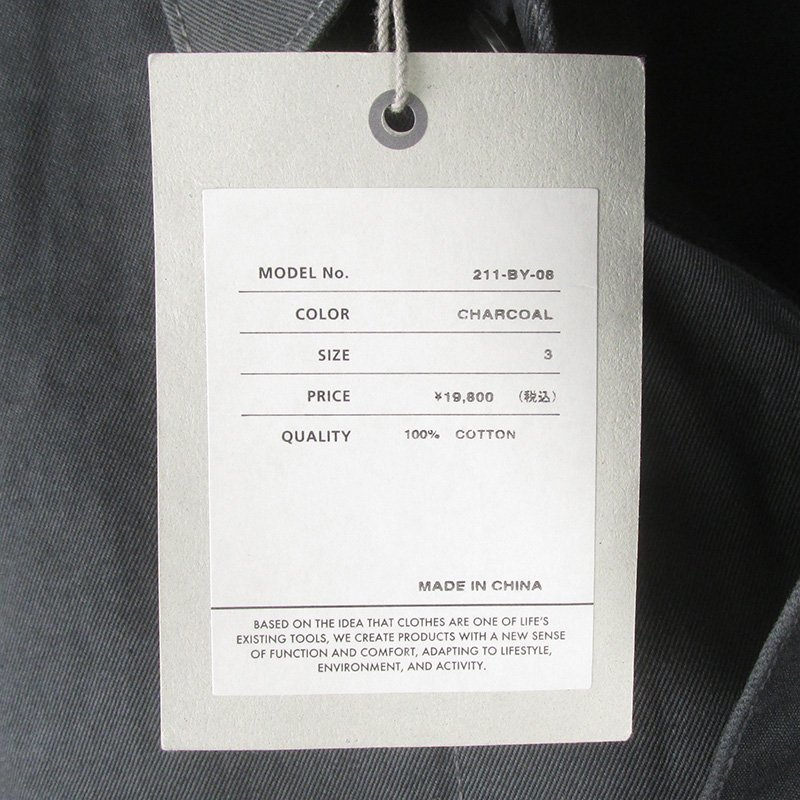 MODEL No. 211-BY-08
COLOR CHARCOAL
SIZE 3
PRICE ¥19,800 (税込)
QUALITY 100% COTTON
MADE IN CHINA
BASED ON THE IDEA THAT CLOTHES ARE ONE OF LIFE'S
EXISTING TOOLS, WE CREATE PRODUCTS WITH A NEW SENSE
OF FUNCTION AND COMFORT, ADAPTING TO LIFESTYLE,
ENVIRONMENT, AND ACTIVITY.